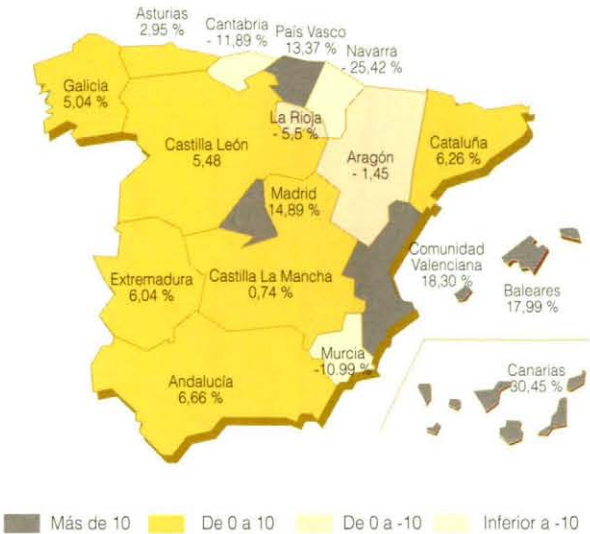 Asturias
2,95 %
Cantabria
- 11,89 %
País Vasco
13,37 %
Navarra
- 25,42 %
Galicia
5,04 %
La Rioja
- 5,5 %
Castilla León
5,48
Aragón
- 1,45
Cataluña
6,26 %
Madrid
14,89 %
Comunidad
Valenciana
18,30 %
Baleares
17,99 %
Extremadura
6,04 %
Castilla La Mancha
0,74 %
Murcia
-10.99 %
Andalucía
6,66 %
Canarias
30,45 %
Más de 10
De 0 a 10
De 0 a -10
Inferior a -10